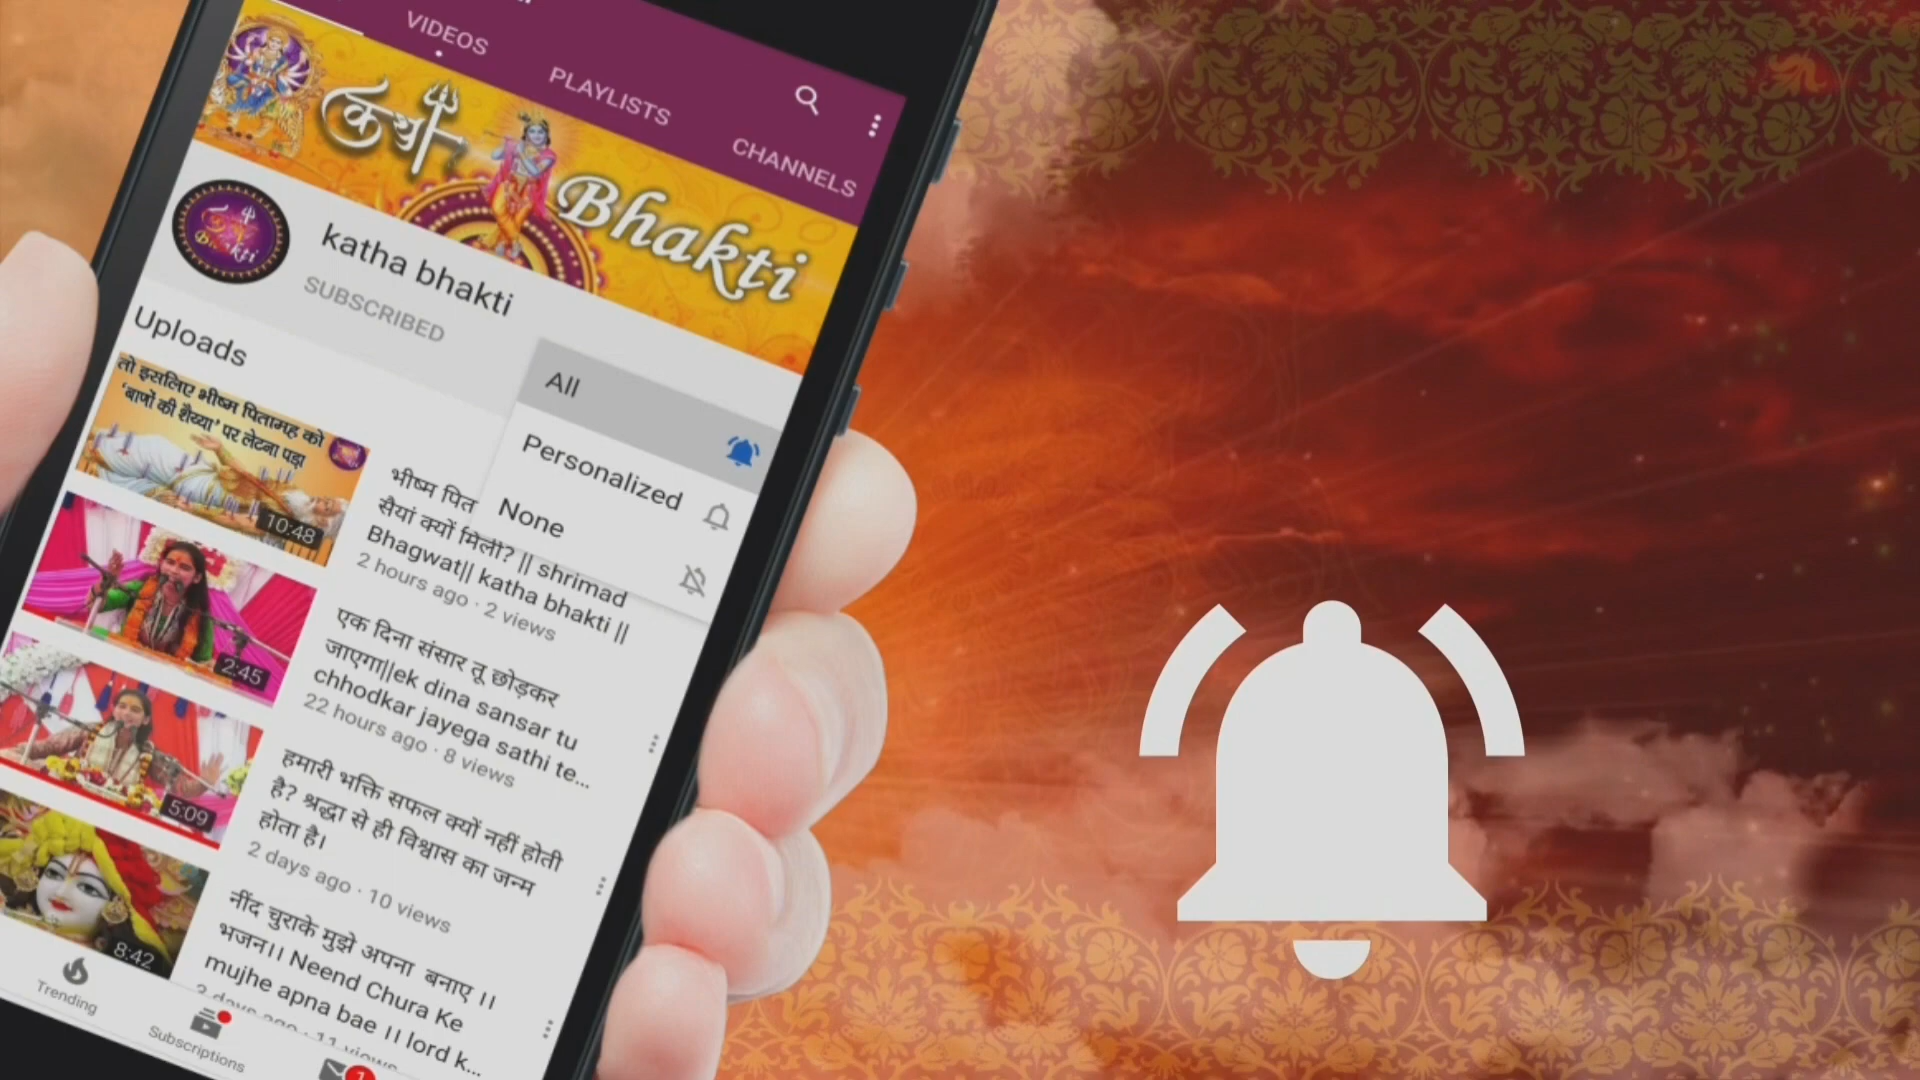 VIDEOS
PLAYLISTS
CHANNELS
कथा
Bhakti
katha bhakti
SUBSCRIBED
Uploads
All
Personalized
None
तो इसलिए भीष्म पितामह को
'बाणों की शैय्या' पर लेटना पड़ा
10:48
भीष्म पित
सैयां क्यों मिली? || shrimad
Bhagwat|| katha bhakti ||
2 hours ago · 2 views
2:45
एक दिना संसार तू छोड़कर
जाएगा||ek dina sansar tu
chhodkar jayega sathi te...
22 hours ago · 8 views
5:09
हमारी भक्ति सफल क्यों नहीं होती
है? श्रद्धा से ही विश्वास का जन्म
होता है।
2 days ago · 10 views
8:42
नींद चुराके मुझे अपना बनाए ।।
भजन।। Neend Chura Ke
mujhe apna bae ।। lord k...
Trending
Subscriptions